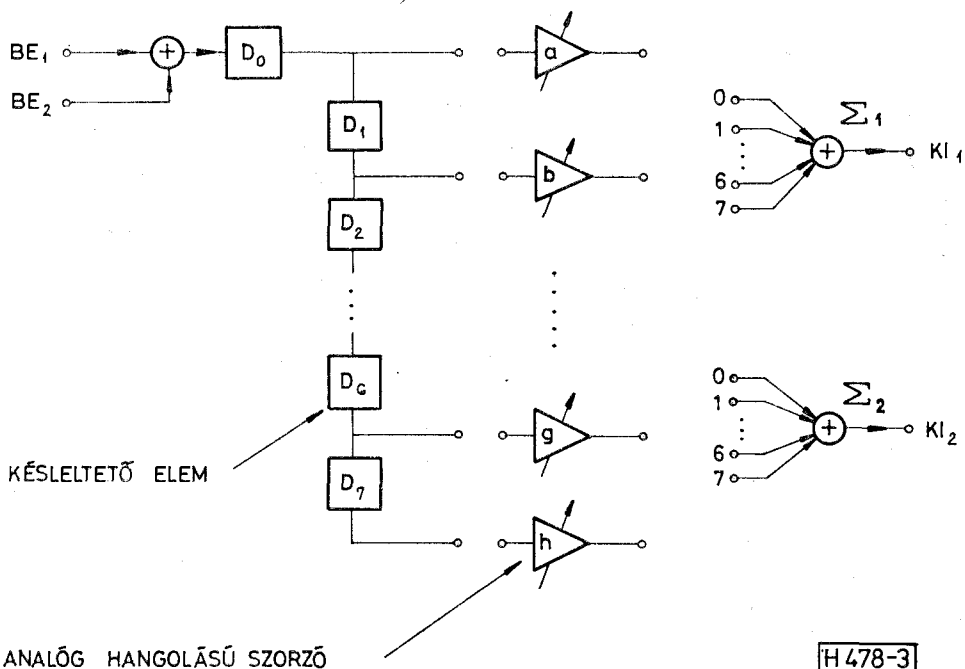 BE₁
BE₂
+
D₀
D₁
D₂
D₆
D₇
a
b
g
h
0
1
6
7
Σ₁
+
KI₁
0
1
6
7
Σ₂
+
KI₂
KÉSLELTETŐ ELEM
ANALÓG HANGOLÁSÚ SZORZÓ
H 478-3